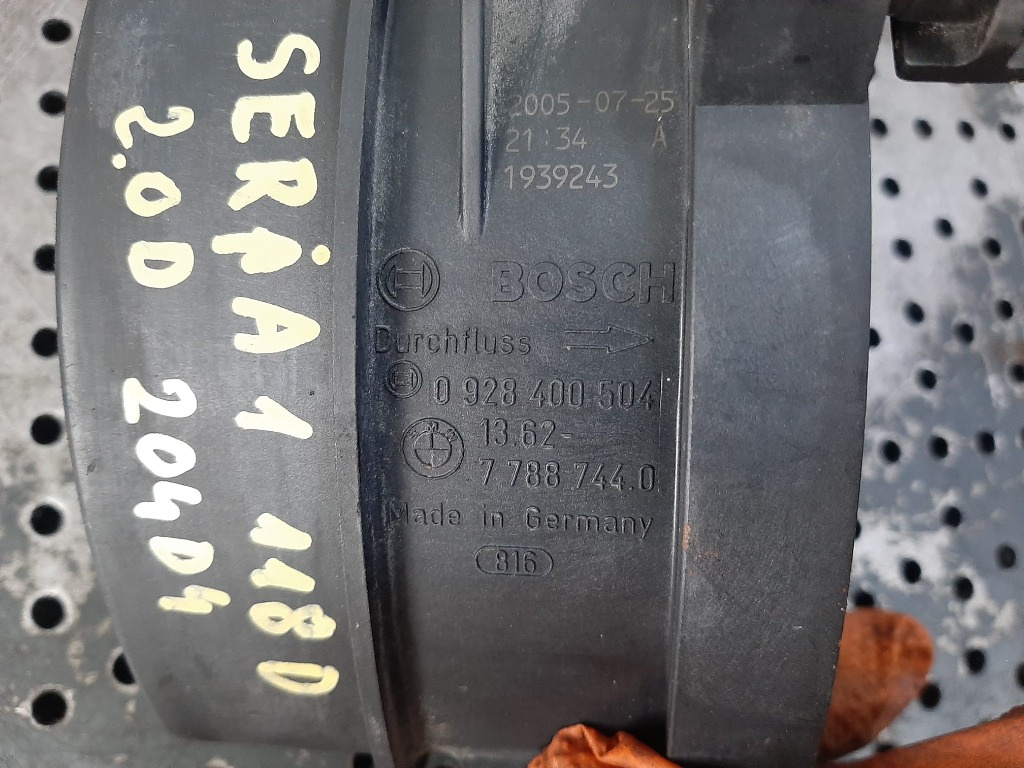 2005-07-25
21:34 A
1939243
BOSCH
Durchfluss
0 928 400 504
13.62-
7 788 744.0
Made in Germany
816
SERIA 1 118D
2.0D 204D4